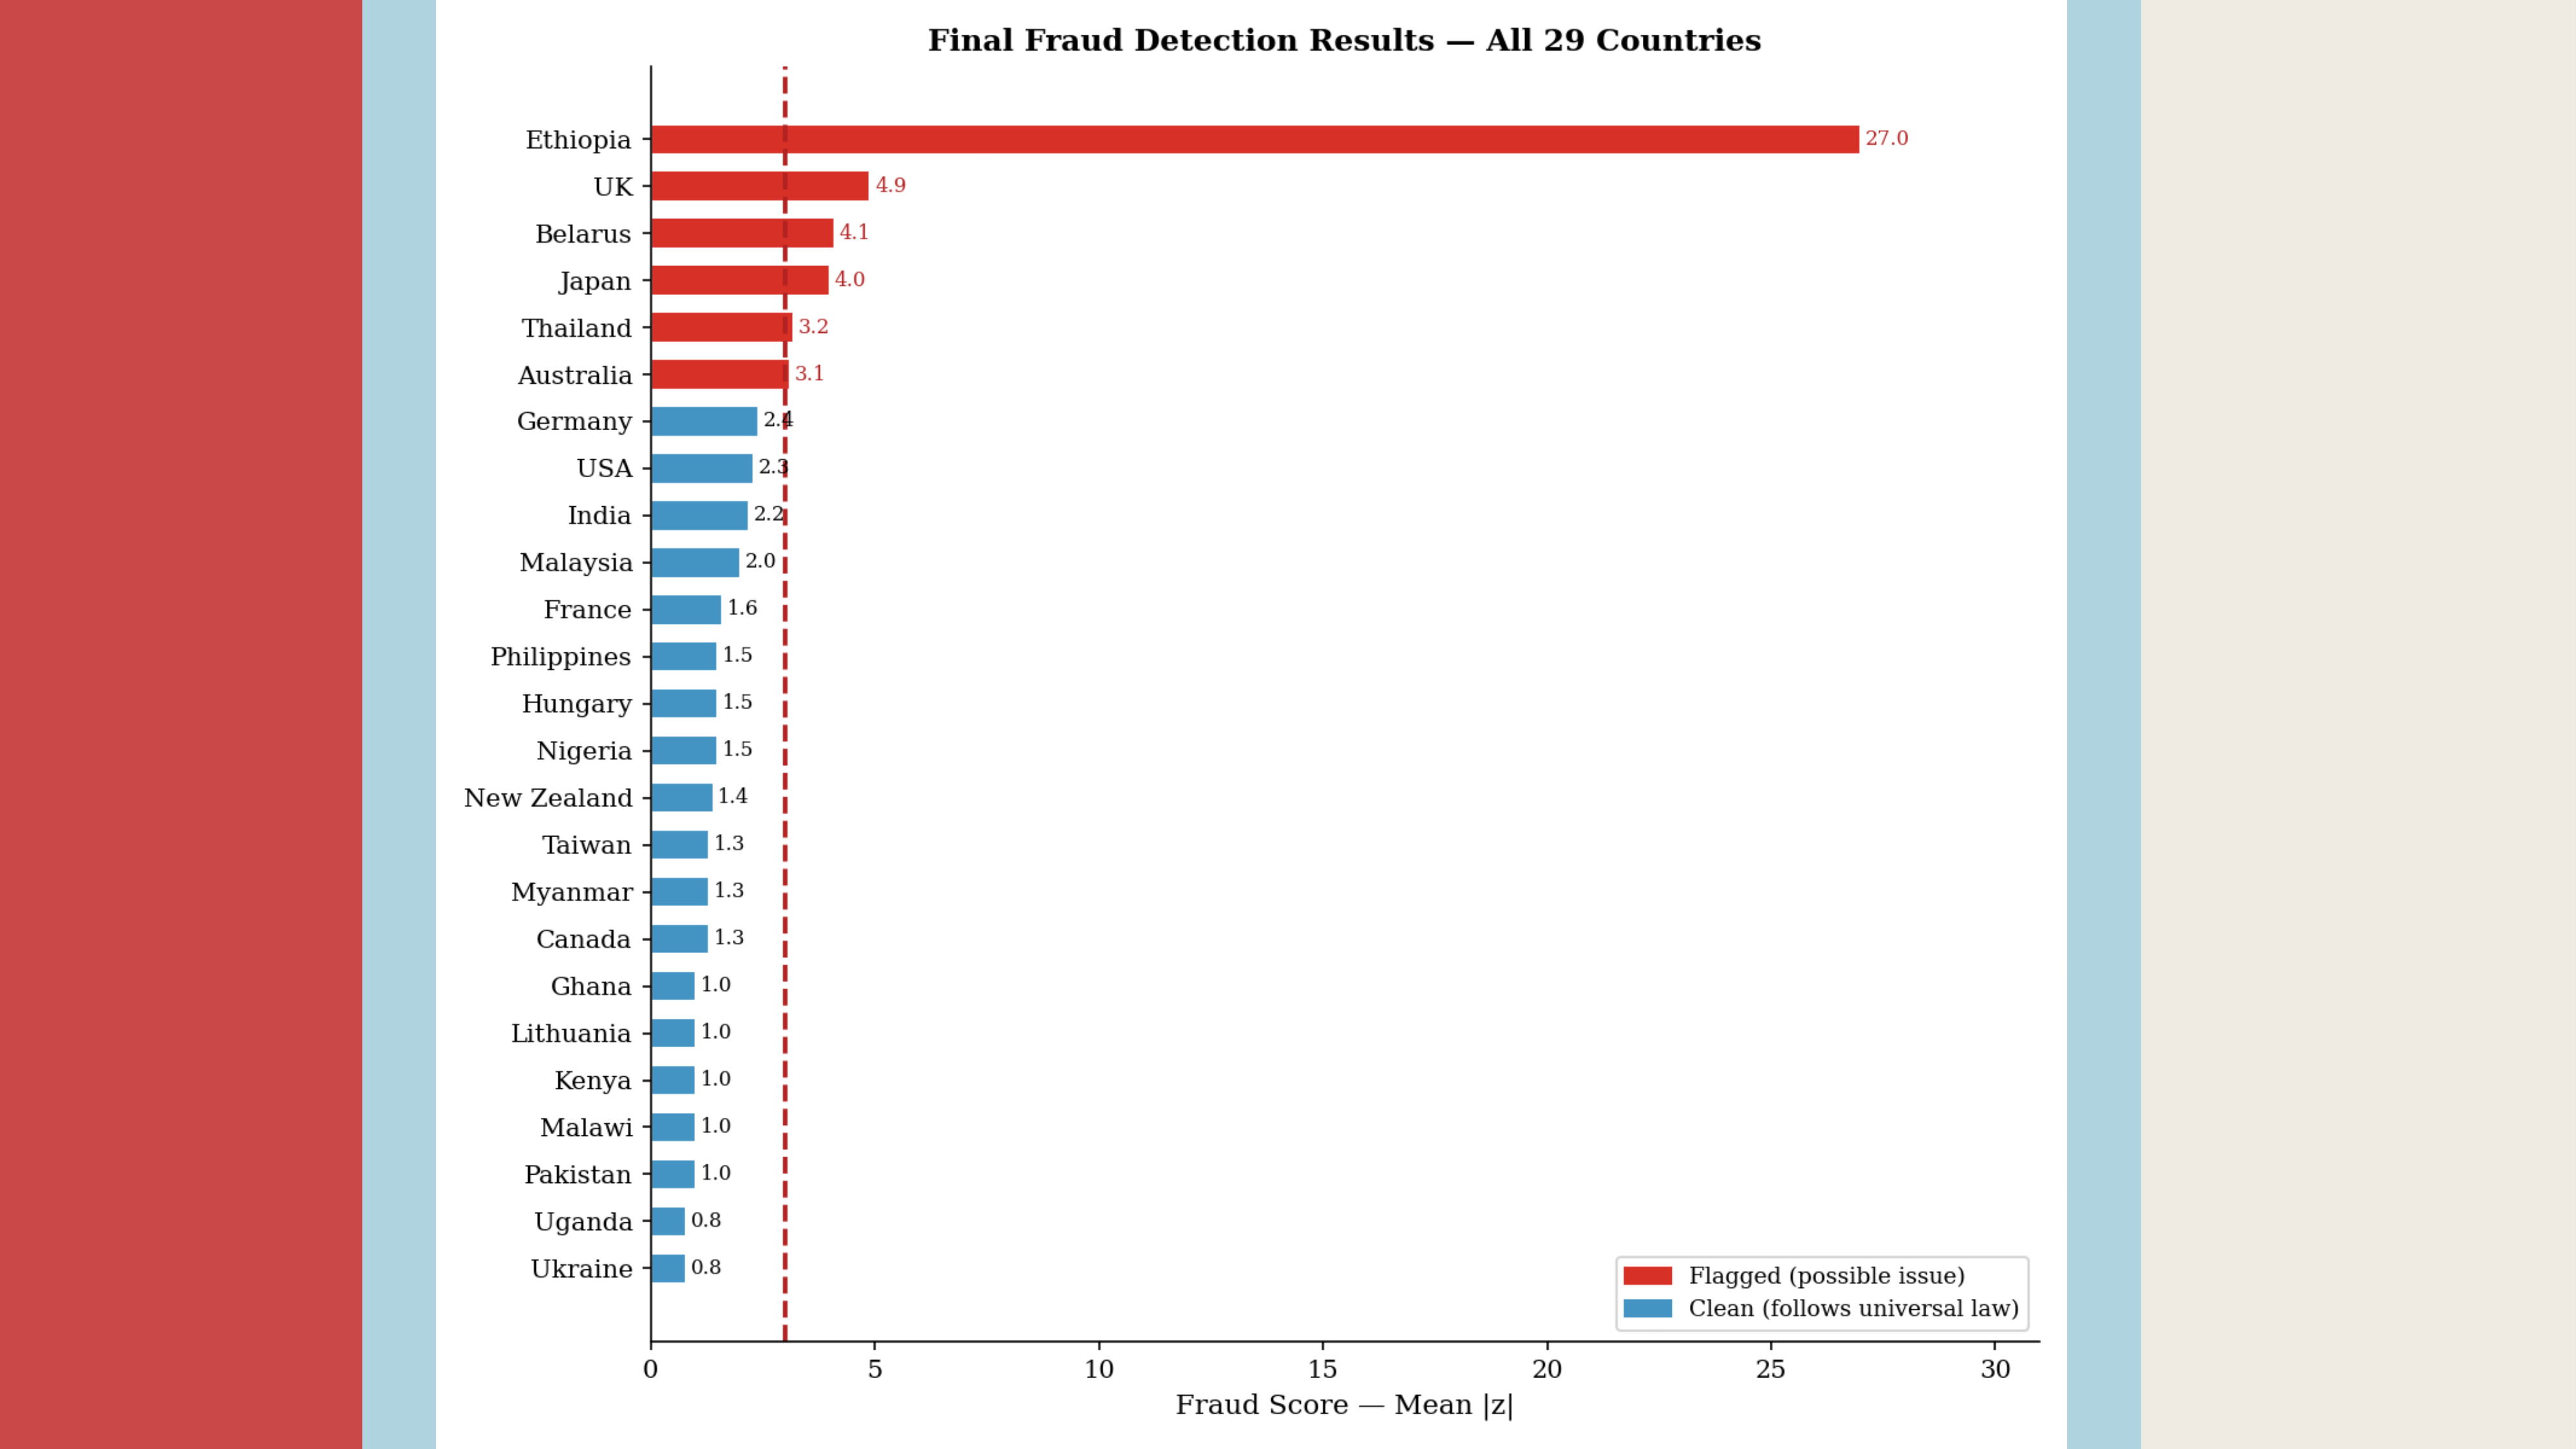 Final Fraud Detection Results — All 29 Countries
Ethiopia 27.0
UK 4.9
Belarus 4.1
Japan 4.0
Thailand 3.2
Australia 3.1
Germany 2.4
USA 2.3
India 2.2
Malaysia 2.0
France 1.6
Philippines 1.5
Hungary 1.5
Nigeria 1.5
New Zealand 1.4
Taiwan 1.3
Myanmar 1.3
Canada 1.3
Ghana 1.0
Lithuania 1.0
Kenya 1.0
Malawi 1.0
Pakistan 1.0
Uganda 0.8
Ukraine 0.8
Flagged (possible issue)
Clean (follows universal law)
0 5 10 15 20 25 30
Fraud Score — Mean |z|